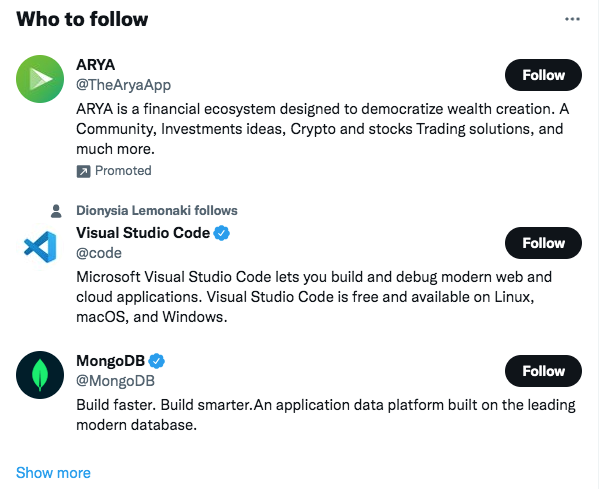 Who to follow
ARYA
@TheAryaApp
Follow
ARYA is a financial ecosystem designed to democratize wealth creation. A
Community, Investments ideas, Crypto and stocks Trading solutions, and
much more.
Promoted
Dionysia Lemonaki follows
Visual Studio Code
@code
Follow
Microsoft Visual Studio Code lets you build and debug modern web and
cloud applications. Visual Studio Code is free and available on Linux,
macOS, and Windows.
MongoDB
@MongoDB
Follow
Build faster. Build smarter.An application data platform built on the leading
modern database.
Show more